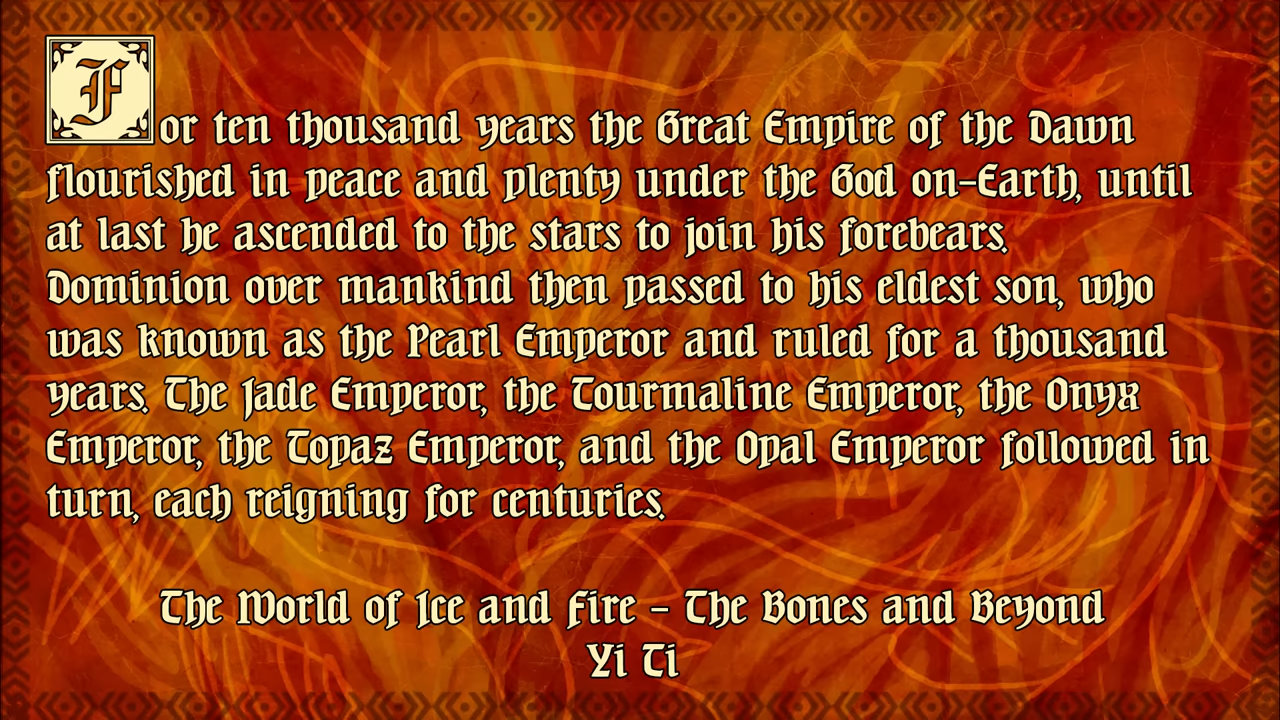 For ten thousand years the Great Empire of the Dawn
flourished in peace and plenty under the God on-Earth, until
at last he ascended to the stars to join his forebears.
Dominion over mankind then passed to his eldest son, who
was known as the Pearl Emperor and ruled for a thousand
years. The Jade Emperor, the Tourmaline Emperor, the Onyx
Emperor, the Topaz Emperor, and the Opal Emperor followed in
turn, each reigning for centuries.
The World of Ice and Fire - The Bones and Beyond
Yi Ti